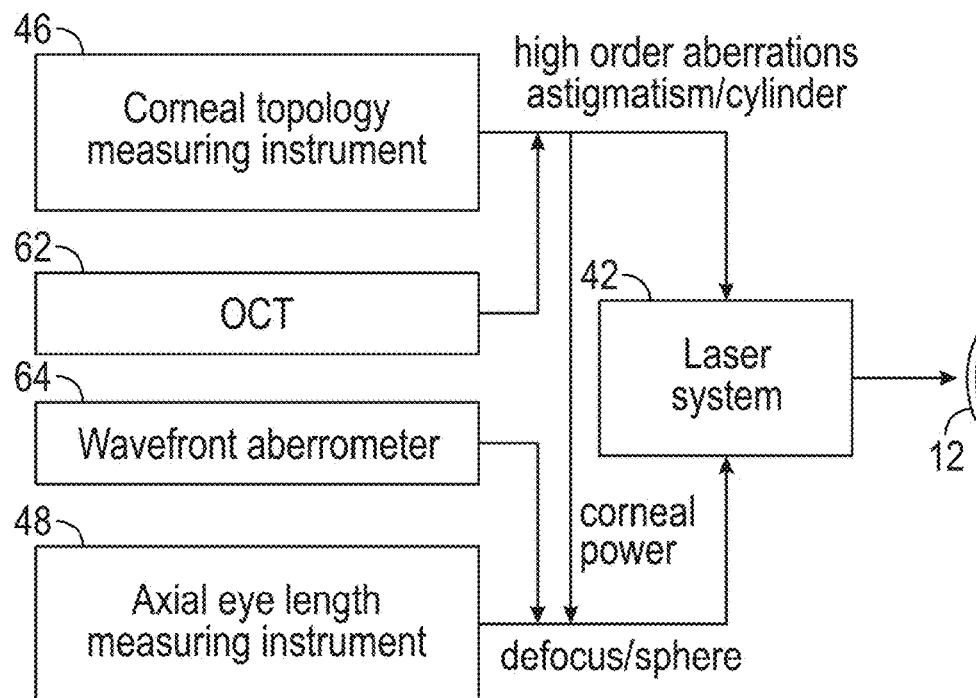 46
high order aberrations
astigmatism/cylinder
Corneal topology
measuring instrument
62
OCT
42
Laser
system
64
Wavefront aberrometer
12
48
corneal
power
Axial eye length
measuring instrument
defocus/sphere